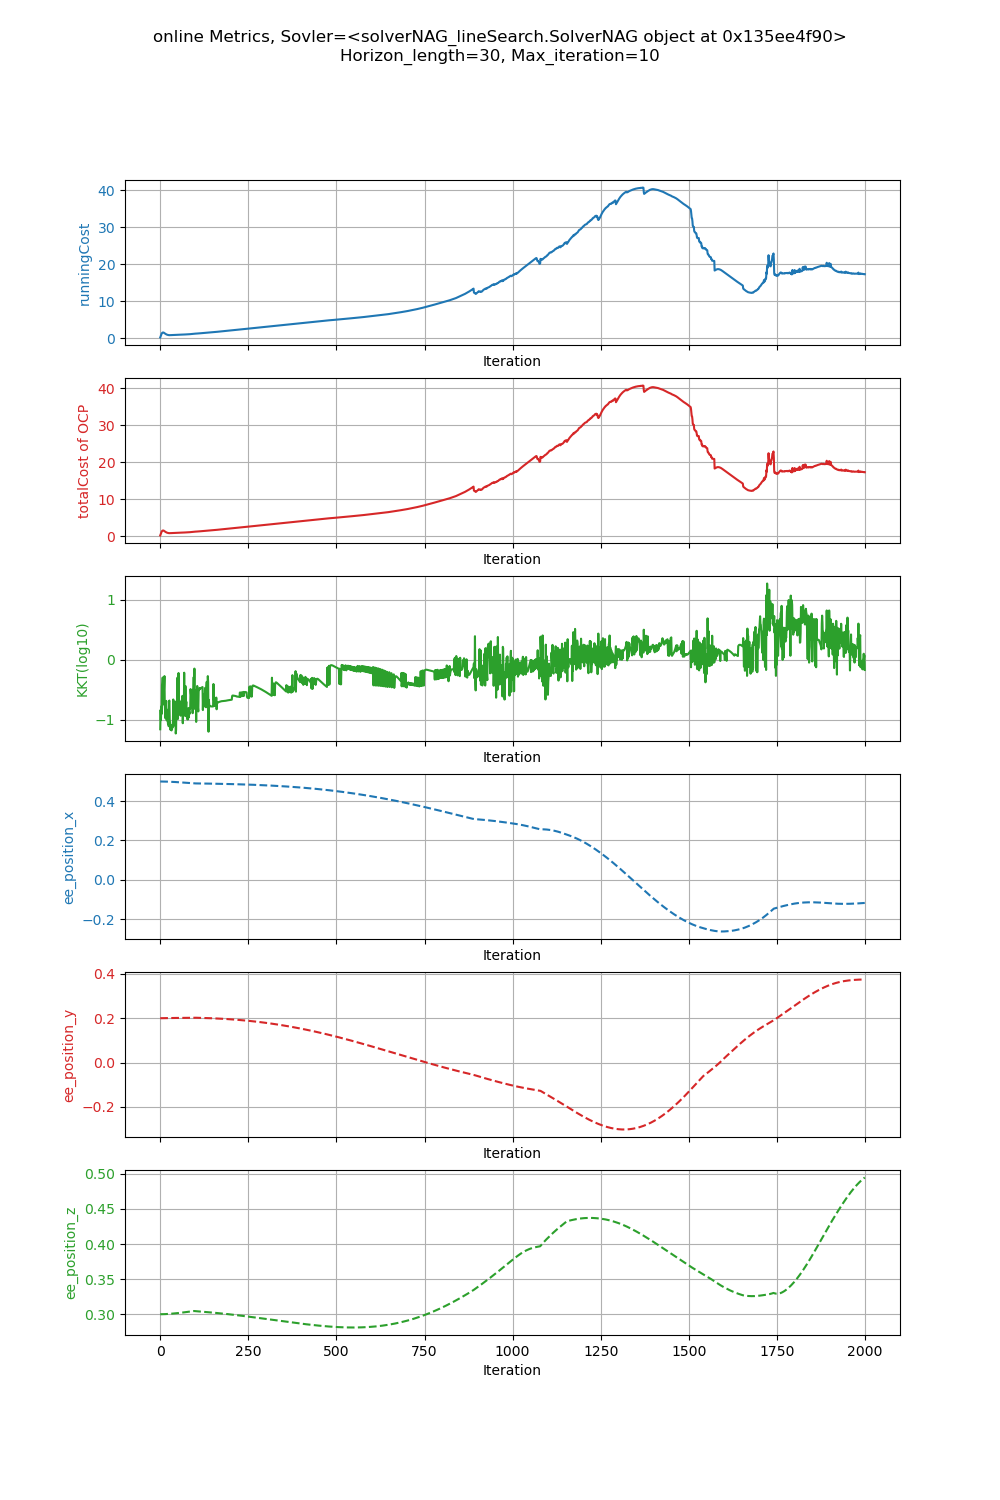 online Metrics, Sovler=<solverNAG_lineSearch.SolverNAG object at 0x135ee4f90>
Horizon_length=30, Max_iteration=10
runningCost
40
30
20
10
0
Iteration
totalCost of OCP
40
30
20
10
0
Iteration
KKT(log10)
1
0
−1
Iteration
ee_position_x
0.4
0.2
0.0
−0.2
Iteration
ee_position_y
0.4
0.2
0.0
−0.2
Iteration
ee_position_z
0.50
0.45
0.40
0.35
0.30
0 250 500 750 1000 1250 1500 1750 2000
Iteration